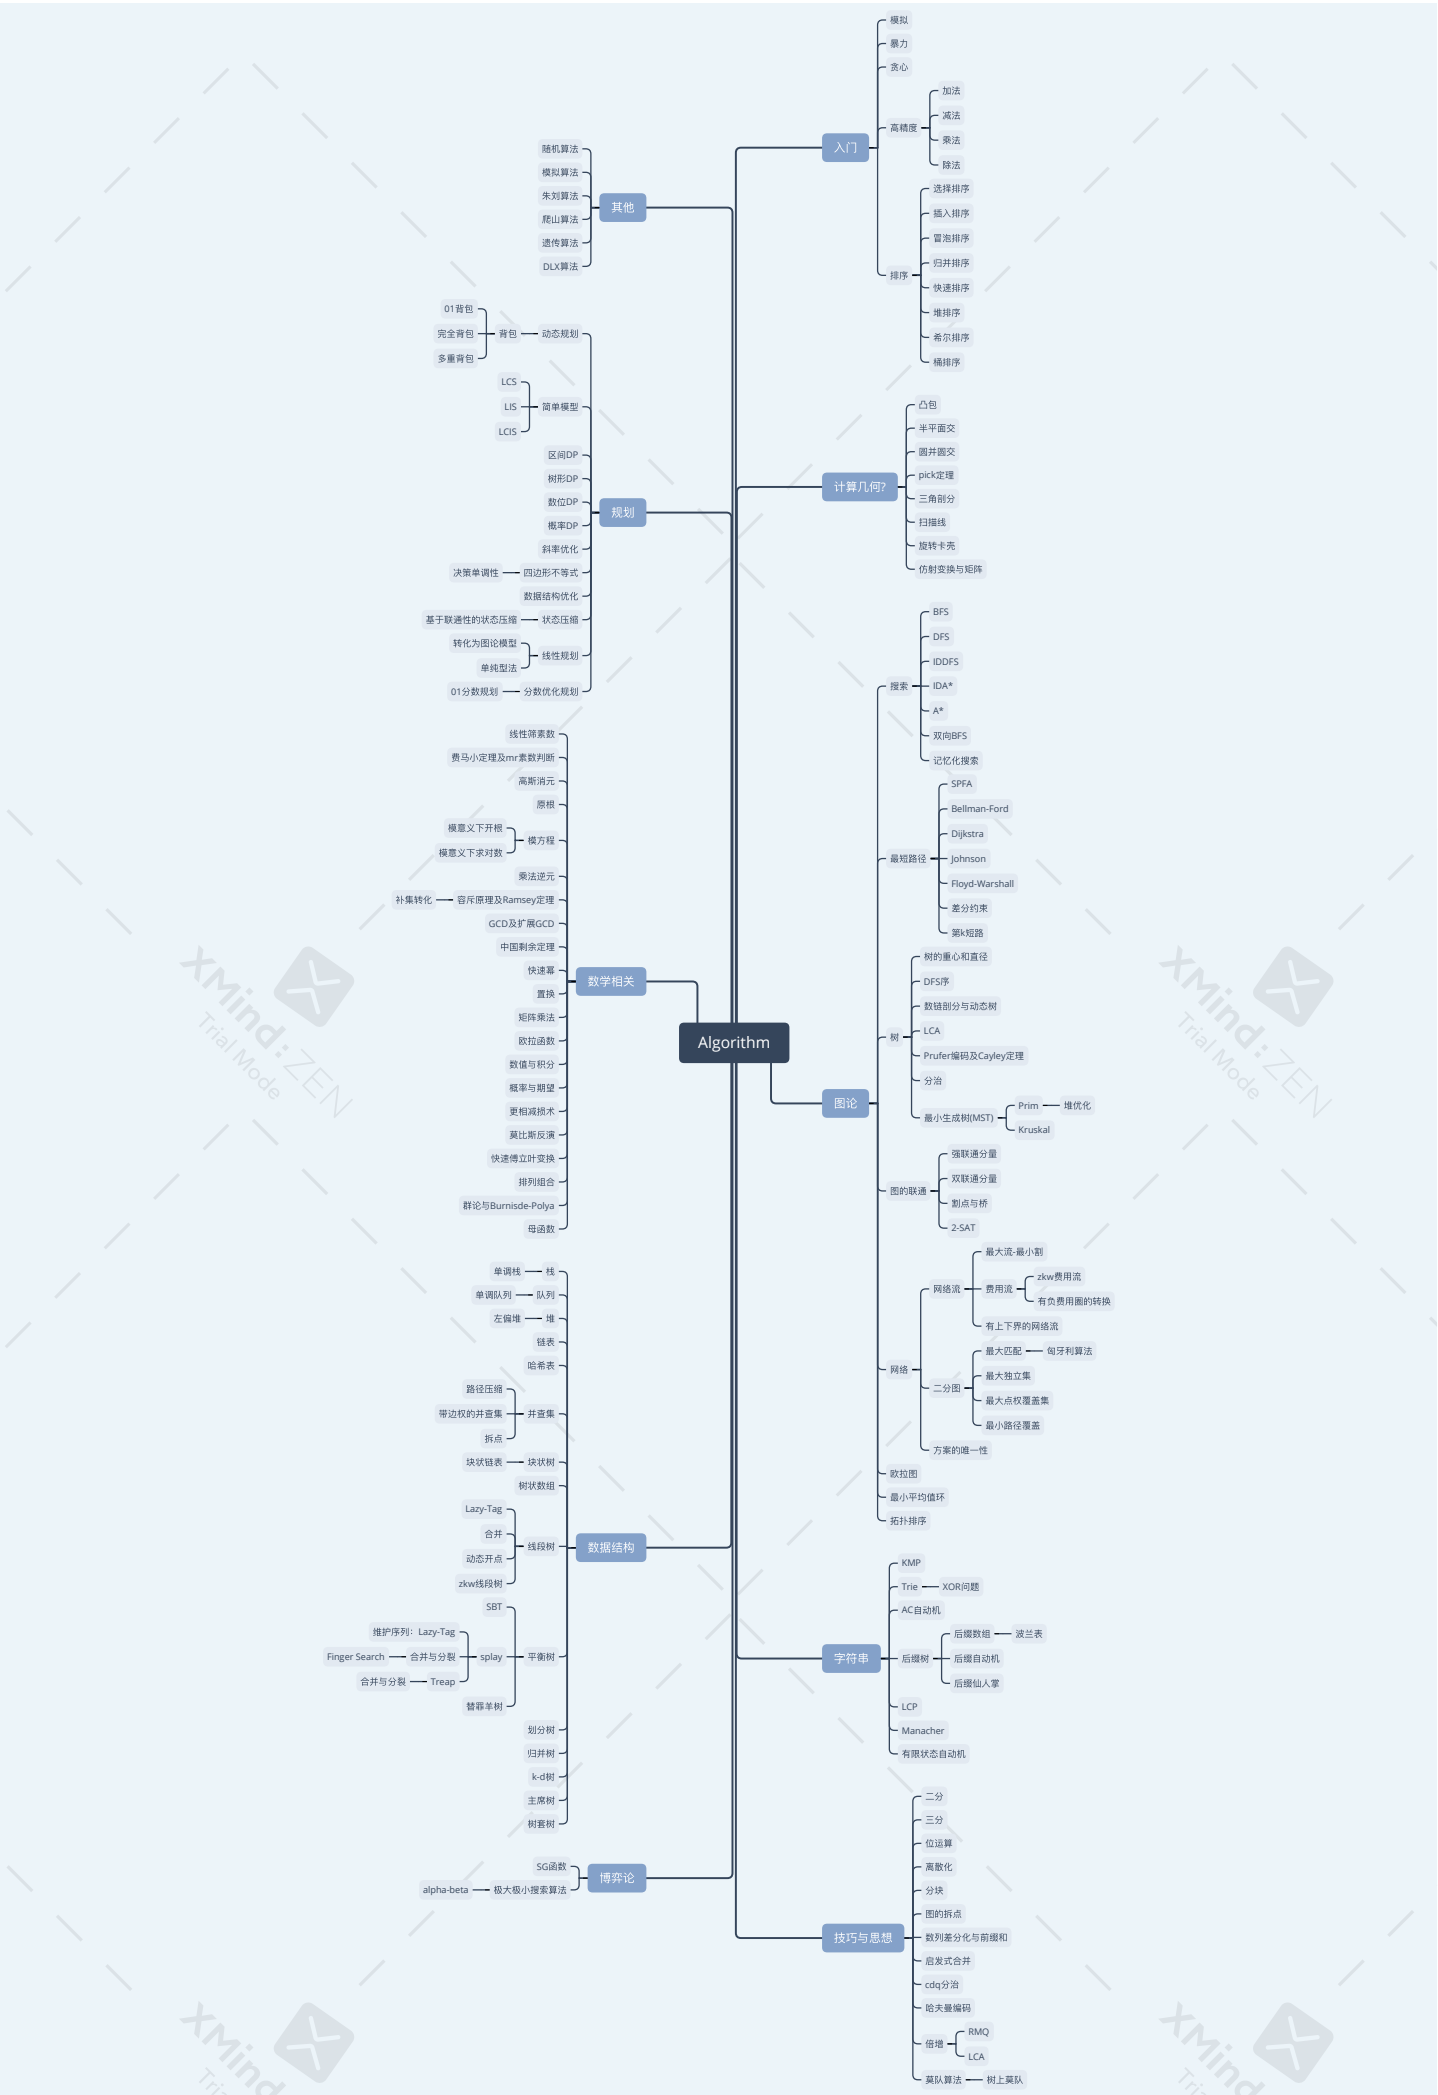 Algorithm
入门
模拟
暴力
贪心
高精度
加法
减法
乘法
除法
排序
选择排序
插入排序
冒泡排序
归并排序
快速排序
堆排序
希尔排序
桶排序
计算几何?
凸包
半平面交
圆并圆交
pick定理
三角剖分
扫描线
旋转卡壳
仿射变换与矩阵
图论
搜索
BFS
DFS
IDDFS
IDA*
A*
双向BFS
记忆化搜索
最短路径
SPFA
Bellman-Ford
Dijkstra
Johnson
Floyd-Warshall
差分约束
第k短路
树
树的重心和直径
DFS序
数链剖分与动态树
LCA
Prufer编码及Cayley定理
分治
最小生成树(MST)
Prim
堆优化
Kruskal
图的联通
强联通分量
双联通分量
割点与桥
2-SAT
网络
网络流
最大流-最小割
费用流
zkw费用流
有负费用圈的转换
有上下界的网络流
二分图
最大匹配
匈牙利算法
最大独立集
最大点权覆盖集
最小路径覆盖
方案的唯一性
欧拉图
最小平均值环
拓扑排序
字符串
KMP
Trie
XOR问题
AC自动机
后缀树
后缀数组
波兰表
后缀自动机
后缀仙人掌
LCP
Manacher
有限状态自动机
技巧与思想
二分
三分
位运算
离散化
分块
图的拆点
数列差分化与前缀和
启发式合并
cdq分治
哈夫曼编码
倍增
RMQ
LCA
莫队算法
树上莫队
其他
随机算法
模拟算法
朱刘算法
爬山算法
遗传算法
DLX算法
规划
动态规划
背包
01背包
完全背包
多重背包
简单模型
LCS
LIS
LCIS
区间DP
树形DP
数位DP
概率DP
斜率优化
四边形不等式
决策单调性
数据结构优化
状态压缩
基于联通性的状态压缩
线性规划
转化为图论模型
单纯型法
分数优化规划
01分数规划
数学相关
线性筛素数
费马小定理及mr素数判断
高斯消元
原根
模方程
模意义下开根
模意义下求对数
乘法逆元
容斥原理及Ramsey定理
补集转化
GCD及扩展GCD
中国剩余定理
快速幂
置换
矩阵乘法
欧拉函数
数值与积分
概率与期望
更相减损术
莫比斯反演
快速傅立叶变换
排列组合
群论与Burnisde-Polya
母函数
数据结构
栈
单调栈
队列
单调队列
堆
左偏堆
链表
哈希表
并查集
路径压缩
带边权的并查集
拆点
块状树
块状链表
树状数组
线段树
Lazy-Tag
合并
动态开点
zkw线段树
平衡树
SBT
splay
维护序列：Lazy-Tag
合并与分裂
Finger Search
Treap
合并与分裂
替罪羊树
划分树
归并树
k-d树
主席树
树套树
博弈论
SG函数
极大极小搜索算法
alpha-beta
XMind: ZEN
Trial Mode
XMind: ZEN
Trial Mode
XMind
XMind